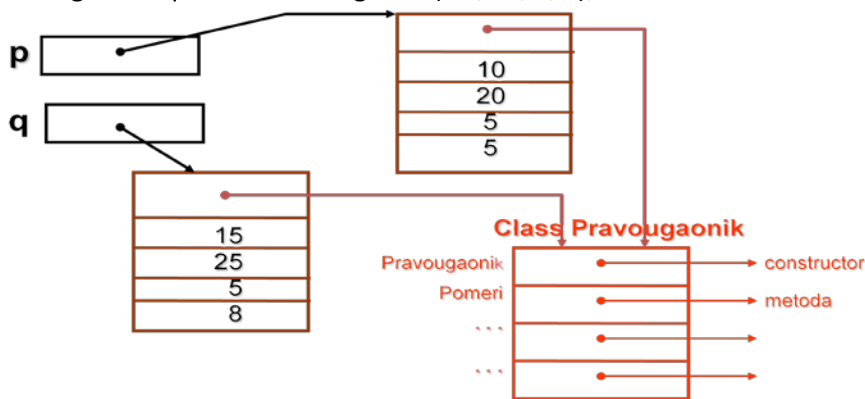 p
10
20
5
5
q
15
25
5
8
Class Pravougaonik
Pravougaonik
constructor
Pomeri
metoda
...
...